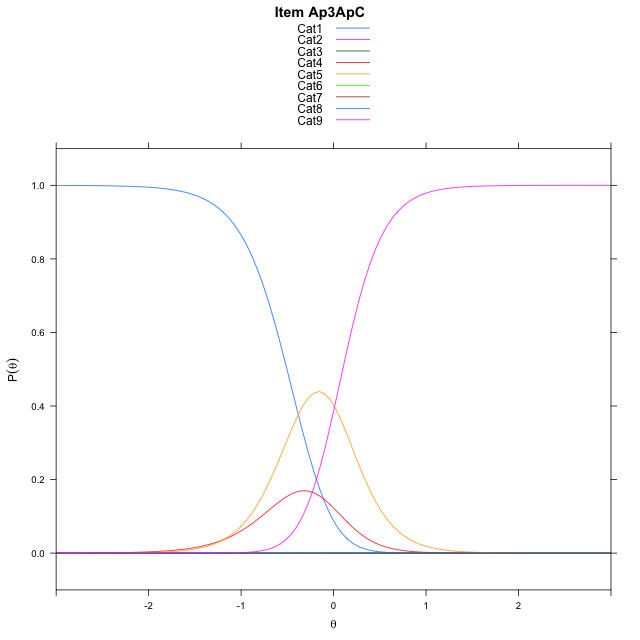 Item Ap3ApC
Cat1
Cat2
Cat3
Cat4
Cat5
Cat6
Cat7
Cat8
Cat9
1.0
0.8
0.6
0.4
0.2
0.0
P(θ)
-2 -1 0 1 2
θ